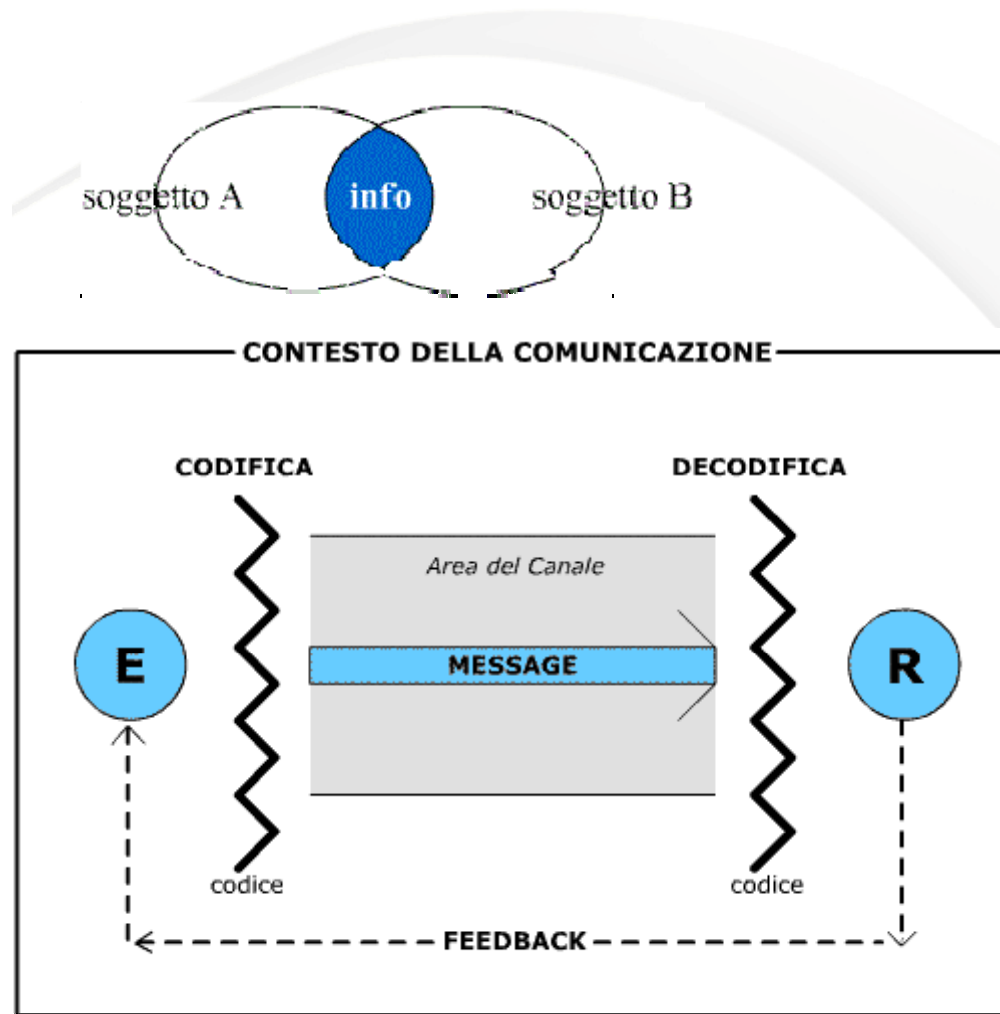 soggetto A
info
soggetto B
CONTESTO DELLA COMUNICAZIONE
CODIFICA
DECODIFICA
Area del Canale
E
MESSAGE
R
codice
codice
FEEDBACK